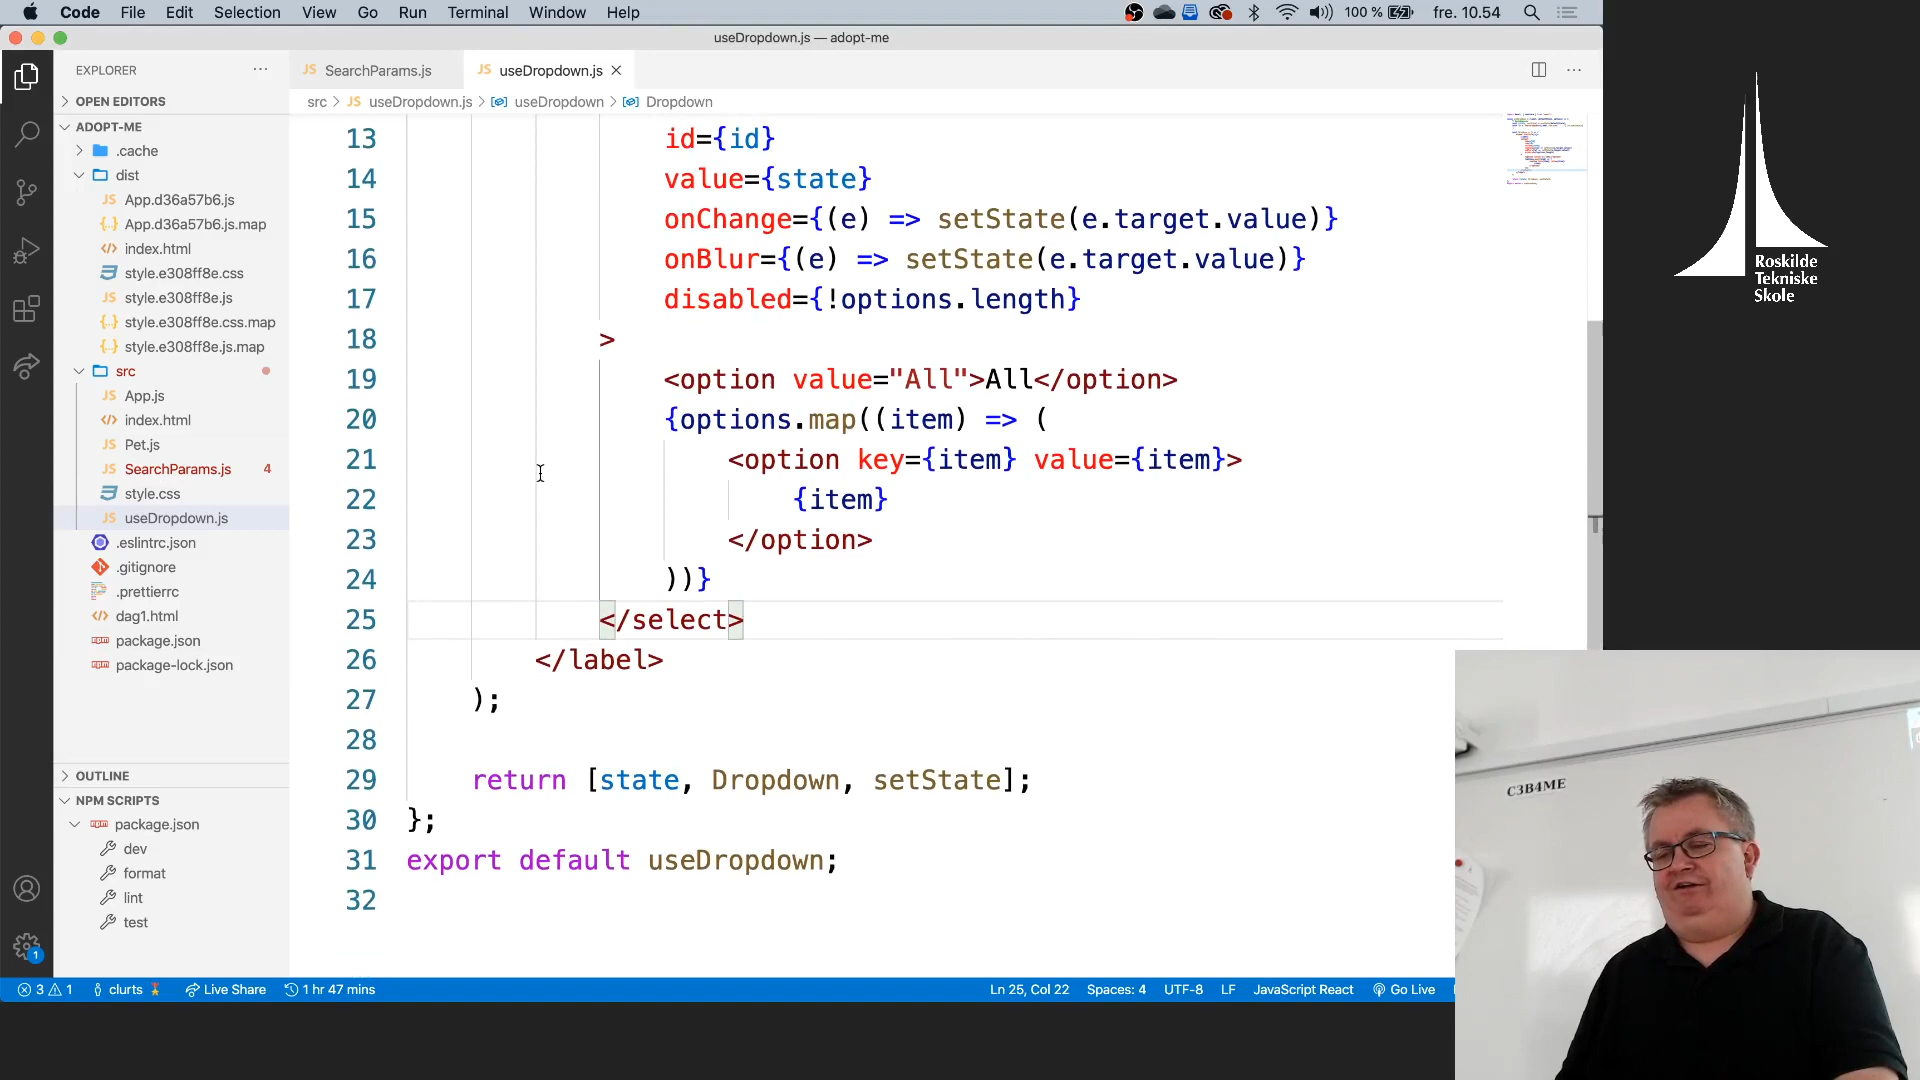 Code File Edit Selection View Go Run Terminal Window Help 100 % fre. 10.54
useDropdown.js — adopt-me
EXPLORER
OPEN EDITORS
ADOPT-ME
.cache
dist
App.d36a57b6.js
App.d36a57b6.js.map
index.html
style.e308ff8e.css
style.e308ff8e.js
style.e308ff8e.css.map
style.e308ff8e.js.map
src
App.js
index.html
Pet.js
SearchParams.js 4
style.css
useDropdown.js
.eslintrc.json
.gitignore
.prettierrc
dag1.html
package.json
package-lock.json
OUTLINE
NPM SCRIPTS
package.json
dev
format
lint
test
JS SearchParams.js JS useDropdown.js
src > JS useDropdown.js > useDropdown > Dropdown
13 id={id}
14 value={state}
15 onChange={(e) => setState(e.target.value)}
16 onBlur={(e) => setState(e.target.value)}
17 disabled={!options.length}
18 >
19 <option value="All">All</option>
20 {options.map((item) => (
21 <option key={item} value={item}>
22 {item}
23 </option>
24 ))}
25 </select>
26 </label>
27 );
28
29 return [state, Dropdown, setState];
30 };
31 export default useDropdown;
32
1
3 1 clurts Live Share 1 hr 47 mins Ln 25, Col 22 Spaces: 4 UTF-8 LF JavaScript React Go Live
Roskilde
Tekniske
Skole
C3B4ME